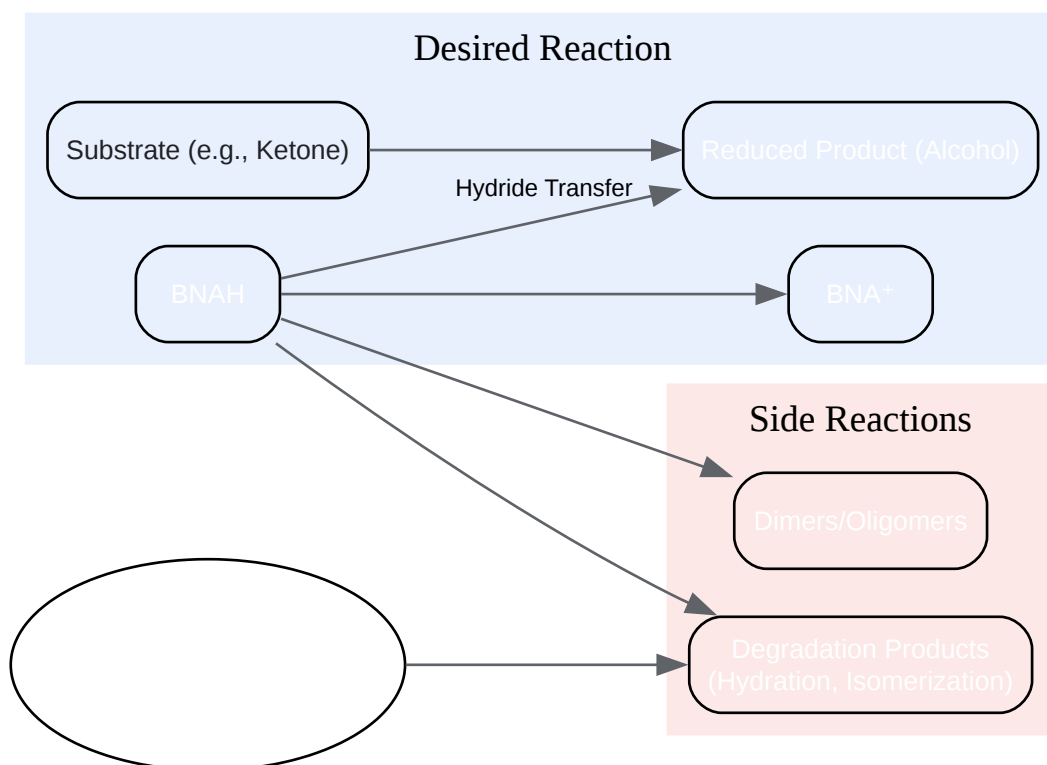 Desired Reaction
Substrate (e.g., Ketone)
Reduced Product (Alcohol)
Hydride Transfer
BNAH
BNA⁺
Side Reactions
Dimers/Oligomers
Degradation Products
(Hydration, Isomerization)